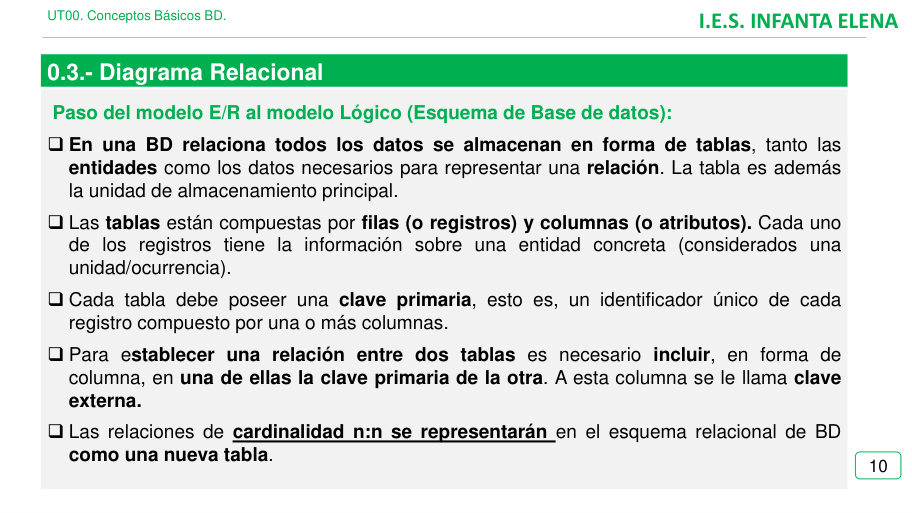 UT00. Conceptos Básicos BD.
I.E.S. INFANTA ELENA
0.3.- Diagrama Relacional
Paso del modelo E/R al modelo Lógico (Esquema de Base de datos):
❑ En una BD relaciona todos los datos se almacenan en forma de tablas, tanto las
entidades como los datos necesarios para representar una relación. La tabla es además
la unidad de almacenamiento principal.
❑ Las tablas están compuestas por filas (o registros) y columnas (o atributos). Cada uno
de los registros tiene la información sobre una entidad concreta (considerados una
unidad/ocurrencia).
❑ Cada tabla debe poseer una clave primaria, esto es, un identificador único de cada
registro compuesto por una o más columnas.
❑ Para establecer una relación entre dos tablas es necesario incluir, en forma de
columna, en una de ellas la clave primaria de la otra. A esta columna se le llama clave
externa.
❑ Las relaciones de cardinalidad n:n se representarán en el esquema relacional de BD
como una nueva tabla.
10